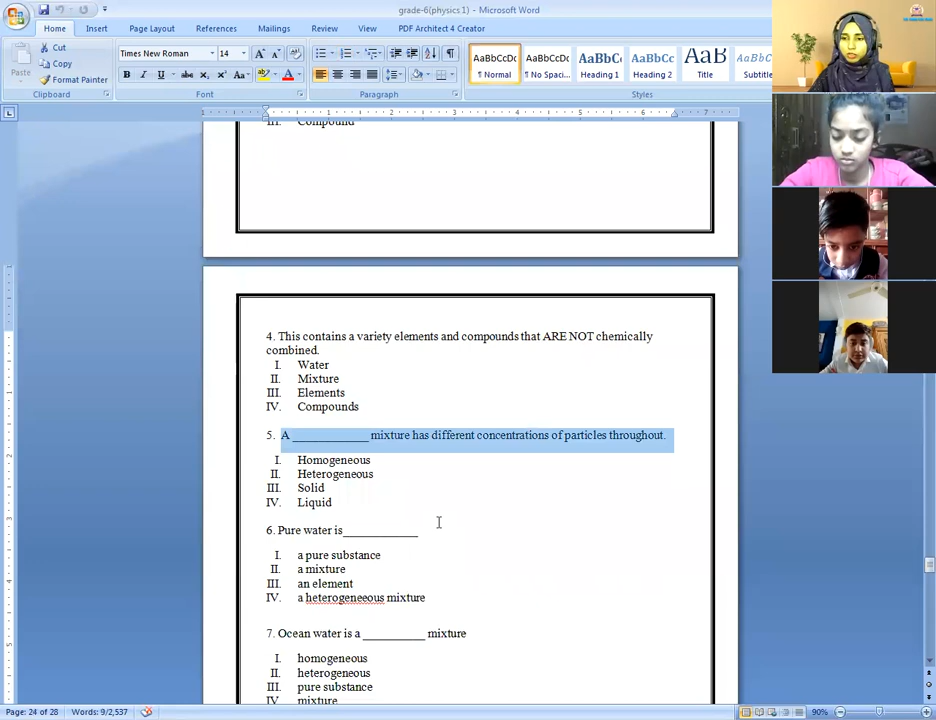 grade-6(physics.1) - Microsoft Word
Home Insert Page Layout References Mailings Review View PDF Architect 4 Creator
Paste
Cut
Copy
Format Painter
Clipboard
Times New Roman 14
Font
Paragraph
AaBbCcDc AaBbCcDc AaBbC AaBbCc AaB AaBbCc
¶ Normal ¶ No Spaci... Heading 1 Heading 2 Title Subtitle
Styles
III. Compound
4. This contains a variety elements and compounds that ARE NOT chemically
combined.
I. Water
II. Mixture
III. Elements
IV. Compounds
5. A ______________ mixture has different concentrations of particles throughout.
I. Homogeneous
II. Heterogeneous
III. Solid
IV. Liquid
6. Pure water is______________
I. a pure substance
II. a mixture
III. an element
IV. a heterogeneeous mixture
7. Ocean water is a ___________ mixture
I. homogeneous
II. heterogeneous
III. pure substance
IV. mixture
Page: 24 of 28 Words: 9/2,537 90%